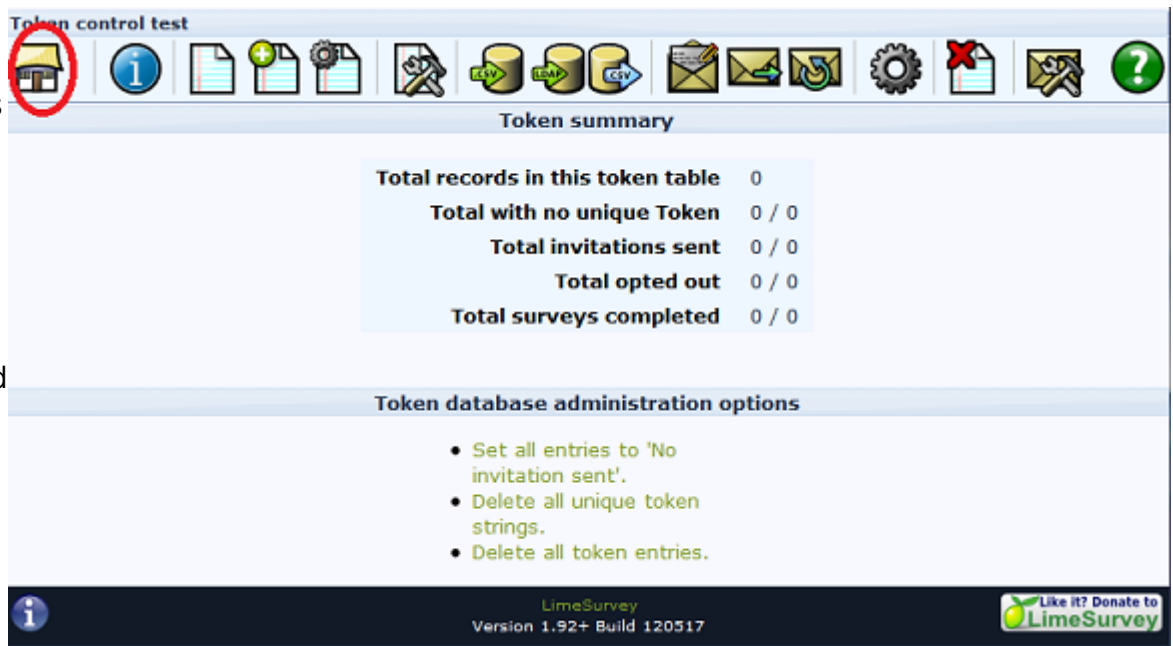 Token control test
CSV LDAP CSV
?
Token summary
Total records in this token table 0
Total with no unique Token 0 / 0
Total invitations sent 0 / 0
Total opted out 0 / 0
Total surveys completed 0 / 0
Token database administration options
• Set all entries to 'No
invitation sent'.
• Delete all unique token
strings.
• Delete all token entries.
LimeSurvey
Version 1.92+ Build 120517
Like it? Donate to
LimeSurvey